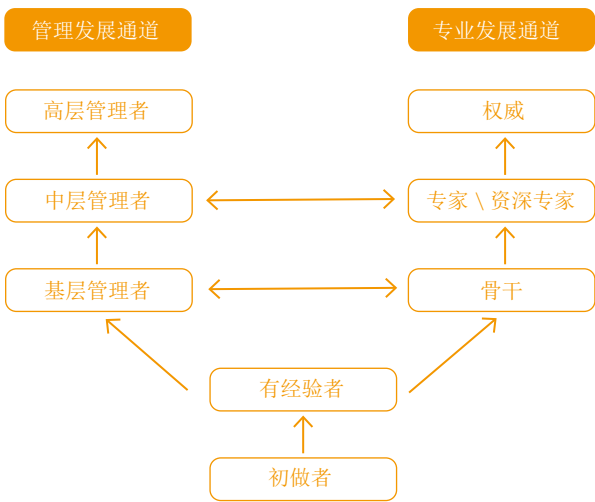 管理发展通道
专业发展通道
高层管理者
权威
中层管理者
专家 \ 资深专家
基层管理者
骨干
有经验者
初做者